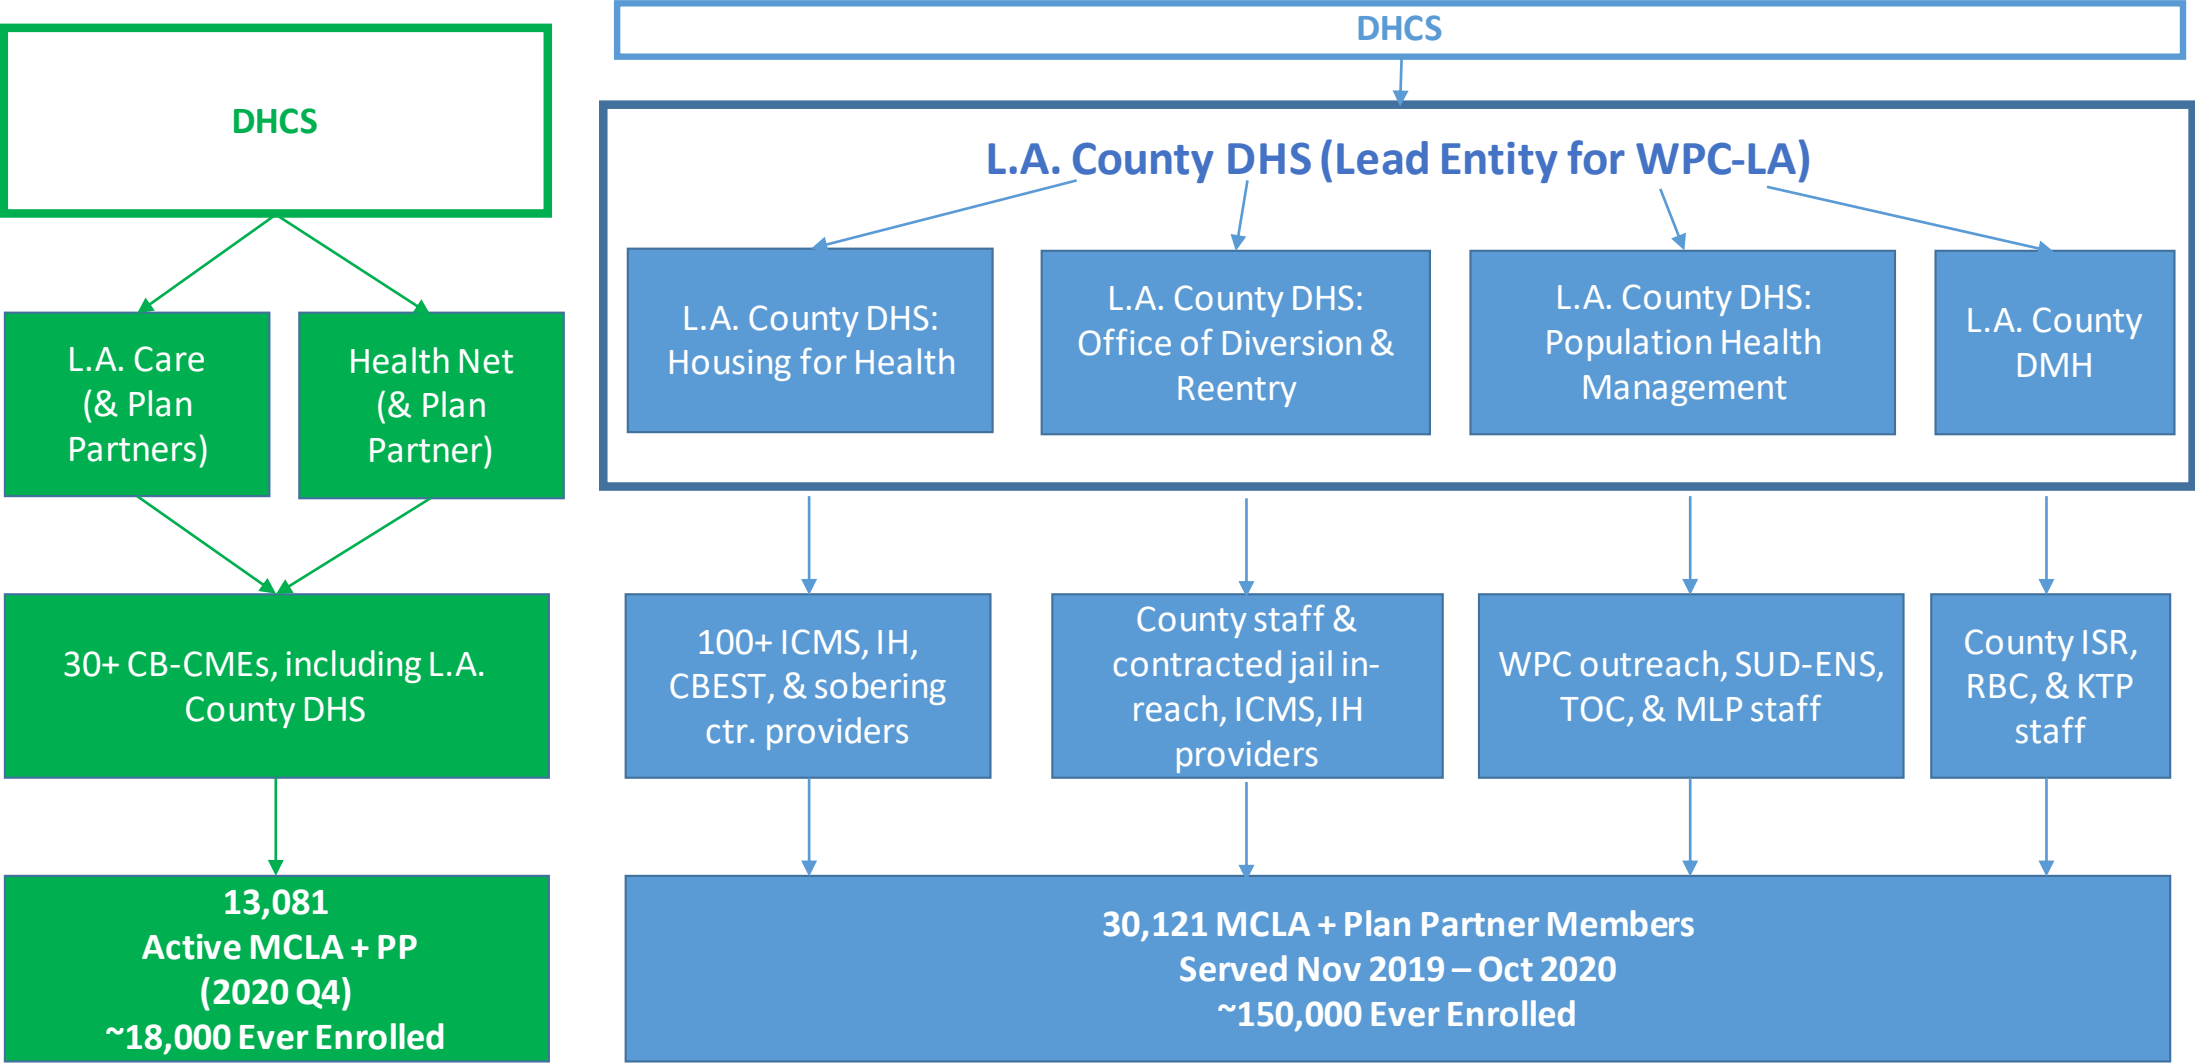 DHCS
L.A. Care
(& Plan
Partners)
Health Net
(& Plan
Partner)
30+ CB-CMEs, including L.A.
County DHS
13,081
Active MCLA + PP
(2020 Q4)
~18,000 Ever Enrolled
DHCS
L.A. County DHS (Lead Entity for WPC-LA)
L.A. County DHS:
Housing for Health
L.A. County DHS:
Office of Diversion &
Reentry
L.A. County DHS:
Population Health
Management
L.A. County
DMH
100+ ICMS, IH,
CBEST, & sobering
ctr. providers
County staff &
contracted jail in-
reach, ICMS, IH
providers
WPC outreach, SUD-ENS,
TOC, & MLP staff
County ISR,
RBC, & KTP
staff
30,121 MCLA + Plan Partner Members
Served Nov 2019 – Oct 2020
~150,000 Ever Enrolled